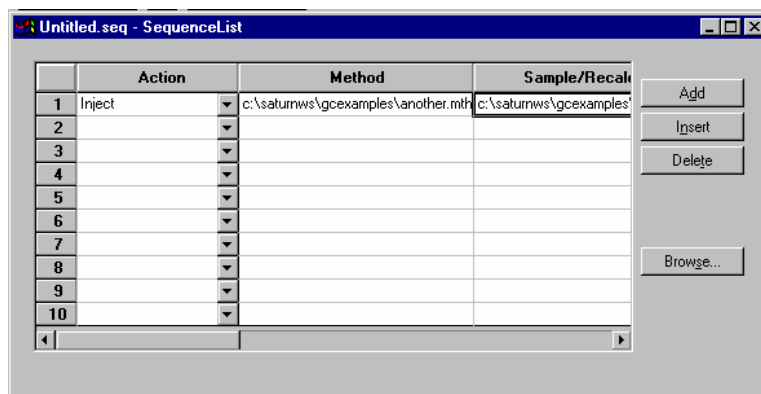 Untitled.seq - SequenceList
Action Method Sample/Recalc
1 Inject c:\saturnws\gcexamples\another.mth c:\saturnws\gcexamples\
2
3
4
5
6
7
8
9
10
Add
Insert
Delete
Browse...